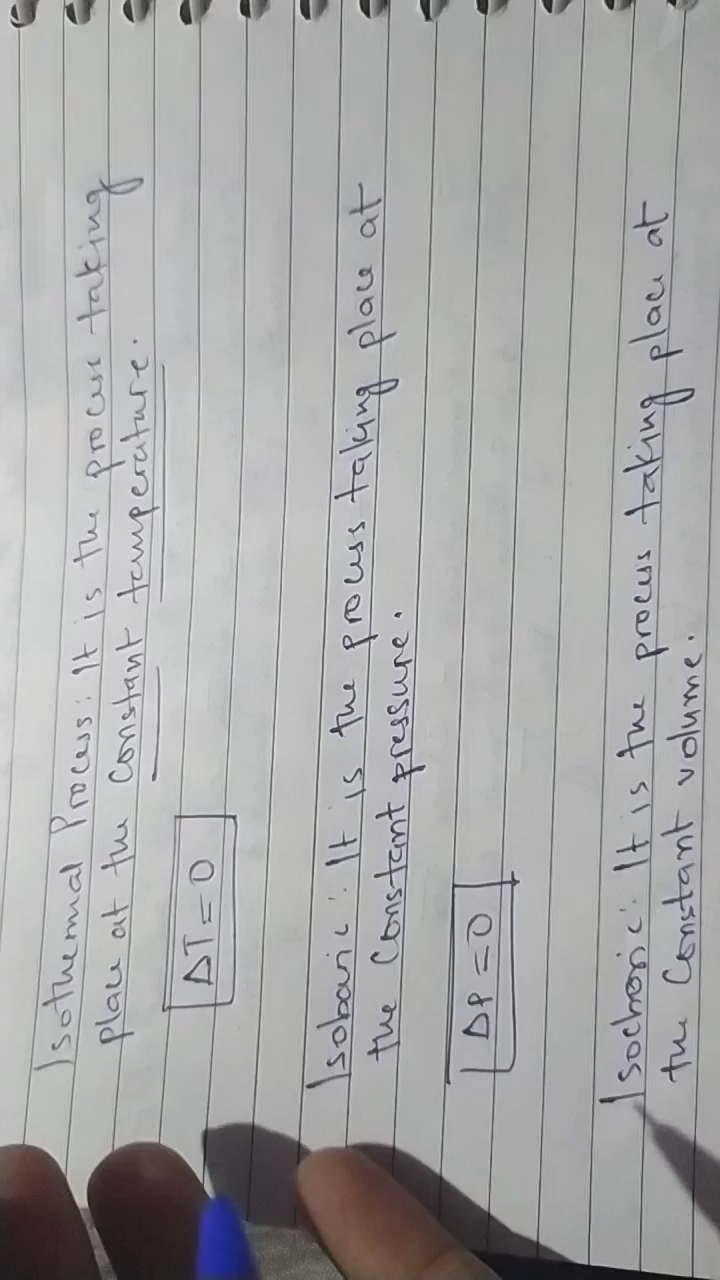 Isothermal Process: It is the process taking
place at the constant temperature.
ΔT=0
Isobaric: It is the process taking place at
the constant pressure.
ΔP=0
Isochoric: It is the process taking place at
the constant volume.